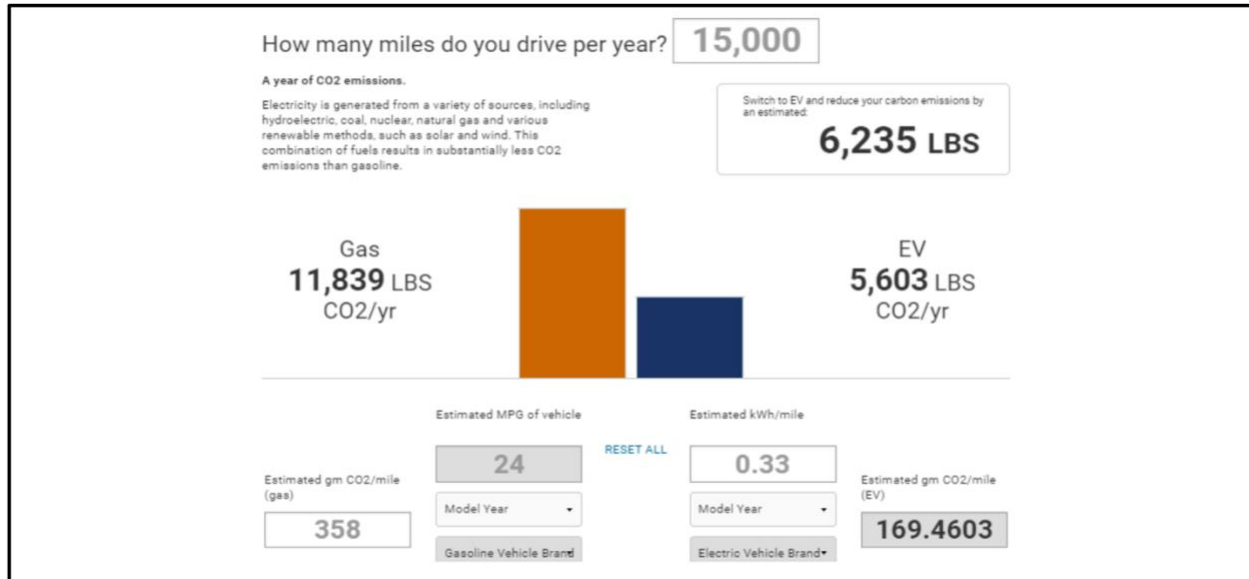 How many miles do you drive per year? 15,000
A year of CO2 emissions.
Electricity is generated from a variety of sources, including
hydroelectric, coal, nuclear, natural gas and various
renewable methods, such as solar and wind. This
combination of fuels results in substantially less CO2
emissions than gasoline.
Switch to EV and reduce your carbon emissions by
an estimated:
6,235 LBS
Gas
11,839 LBS
CO2/yr
EV
5,603 LBS
CO2/yr
Estimated MPG of vehicle
24
Model Year
Gasoline Vehicle Brand
RESET ALL
Estimated kWh/mile
0.33
Model Year
Electric Vehicle Brand
Estimated gm CO2/mile
(gas)
358
Estimated gm CO2/mile
(EV)
169.4603